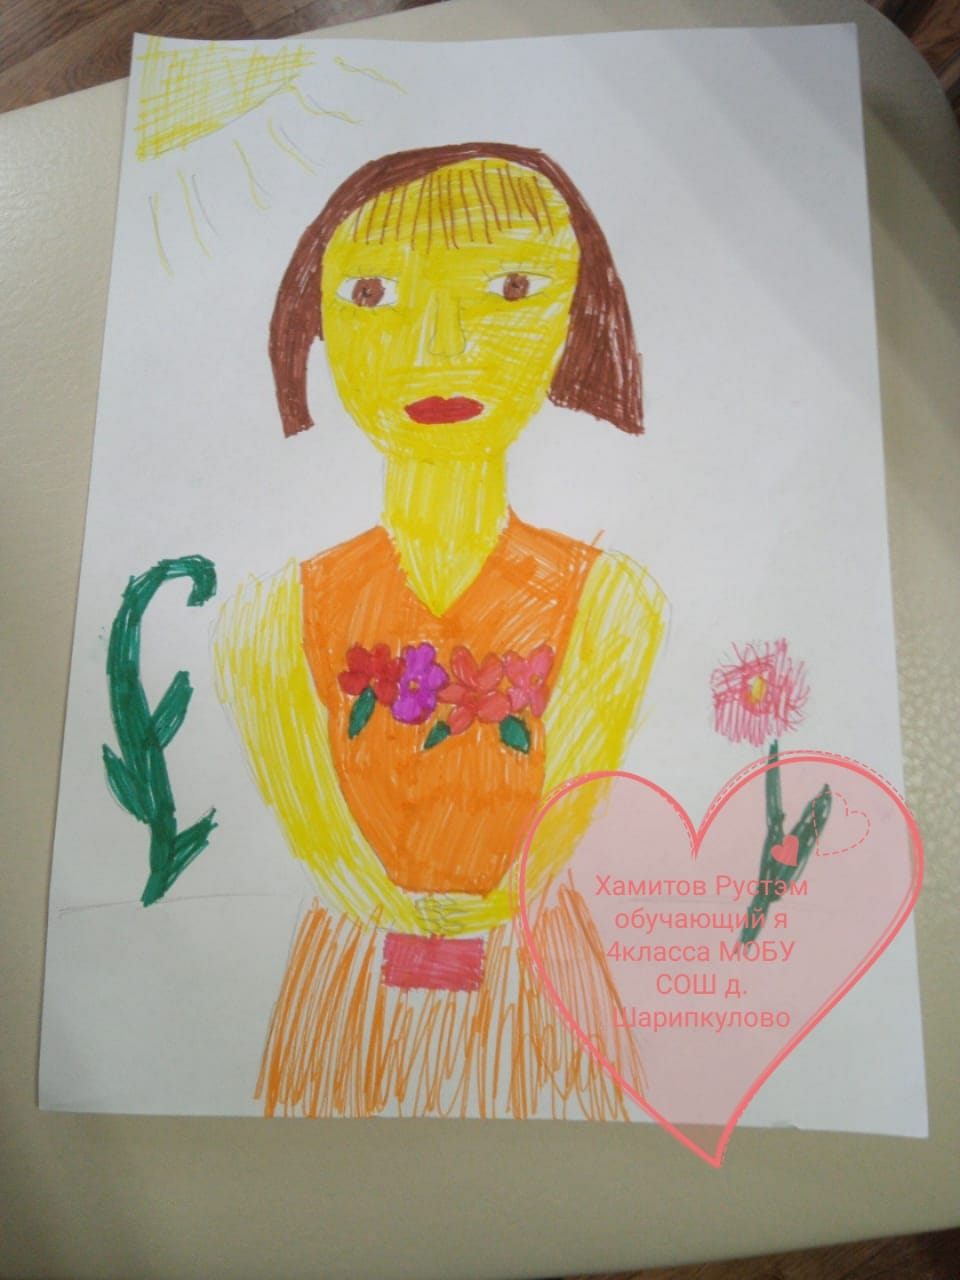 Хамитов Рустэм
обучающий я
4класса МОБУ
СОШ д.
Шарипкулово